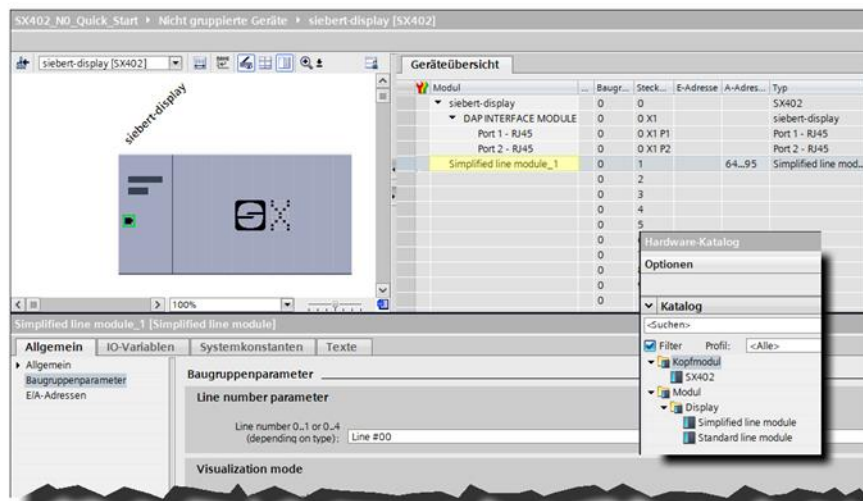 SX402_N0_Quick_Start ▸ Nicht gruppierte Geräte ▸ siebert-display [SX402]
siebert-display [SX402]
siebert-display
SX
100%
Geräteübersicht
Modul ... Baugr... Steck... E-Adresse A-Adres... Typ
siebert-display 0 0 SX402
DAP INTERFACE MODULE 0 0 X1 siebert-display
Port 1 - RJ45 0 0 X1 P1 Port 1 - RJ45
Port 2 - RJ45 0 0 X1 P2 Port 2 - RJ45
Simplified line module_1 0 1 64...95 Simplified line mod...
0 2
0 3
0 4
0 5
0
0
0
0
0
Hardware-Katalog
Optionen
Katalog
<Suchen>
Filter Profil: <Alle>
Kopfmodul
SX402
Modul
Display
Simplified line module
Standard line module
Simplified line module_1 [Simplified line module]
Allgemein IO-Variablen Systemkonstanten Texte
Allgemein
Baugruppenparameter
E/A-Adressen
Baugruppenparameter
Line number parameter
Line number 0..1 or 0..4
(depending on type): Line #00
Visualization mode